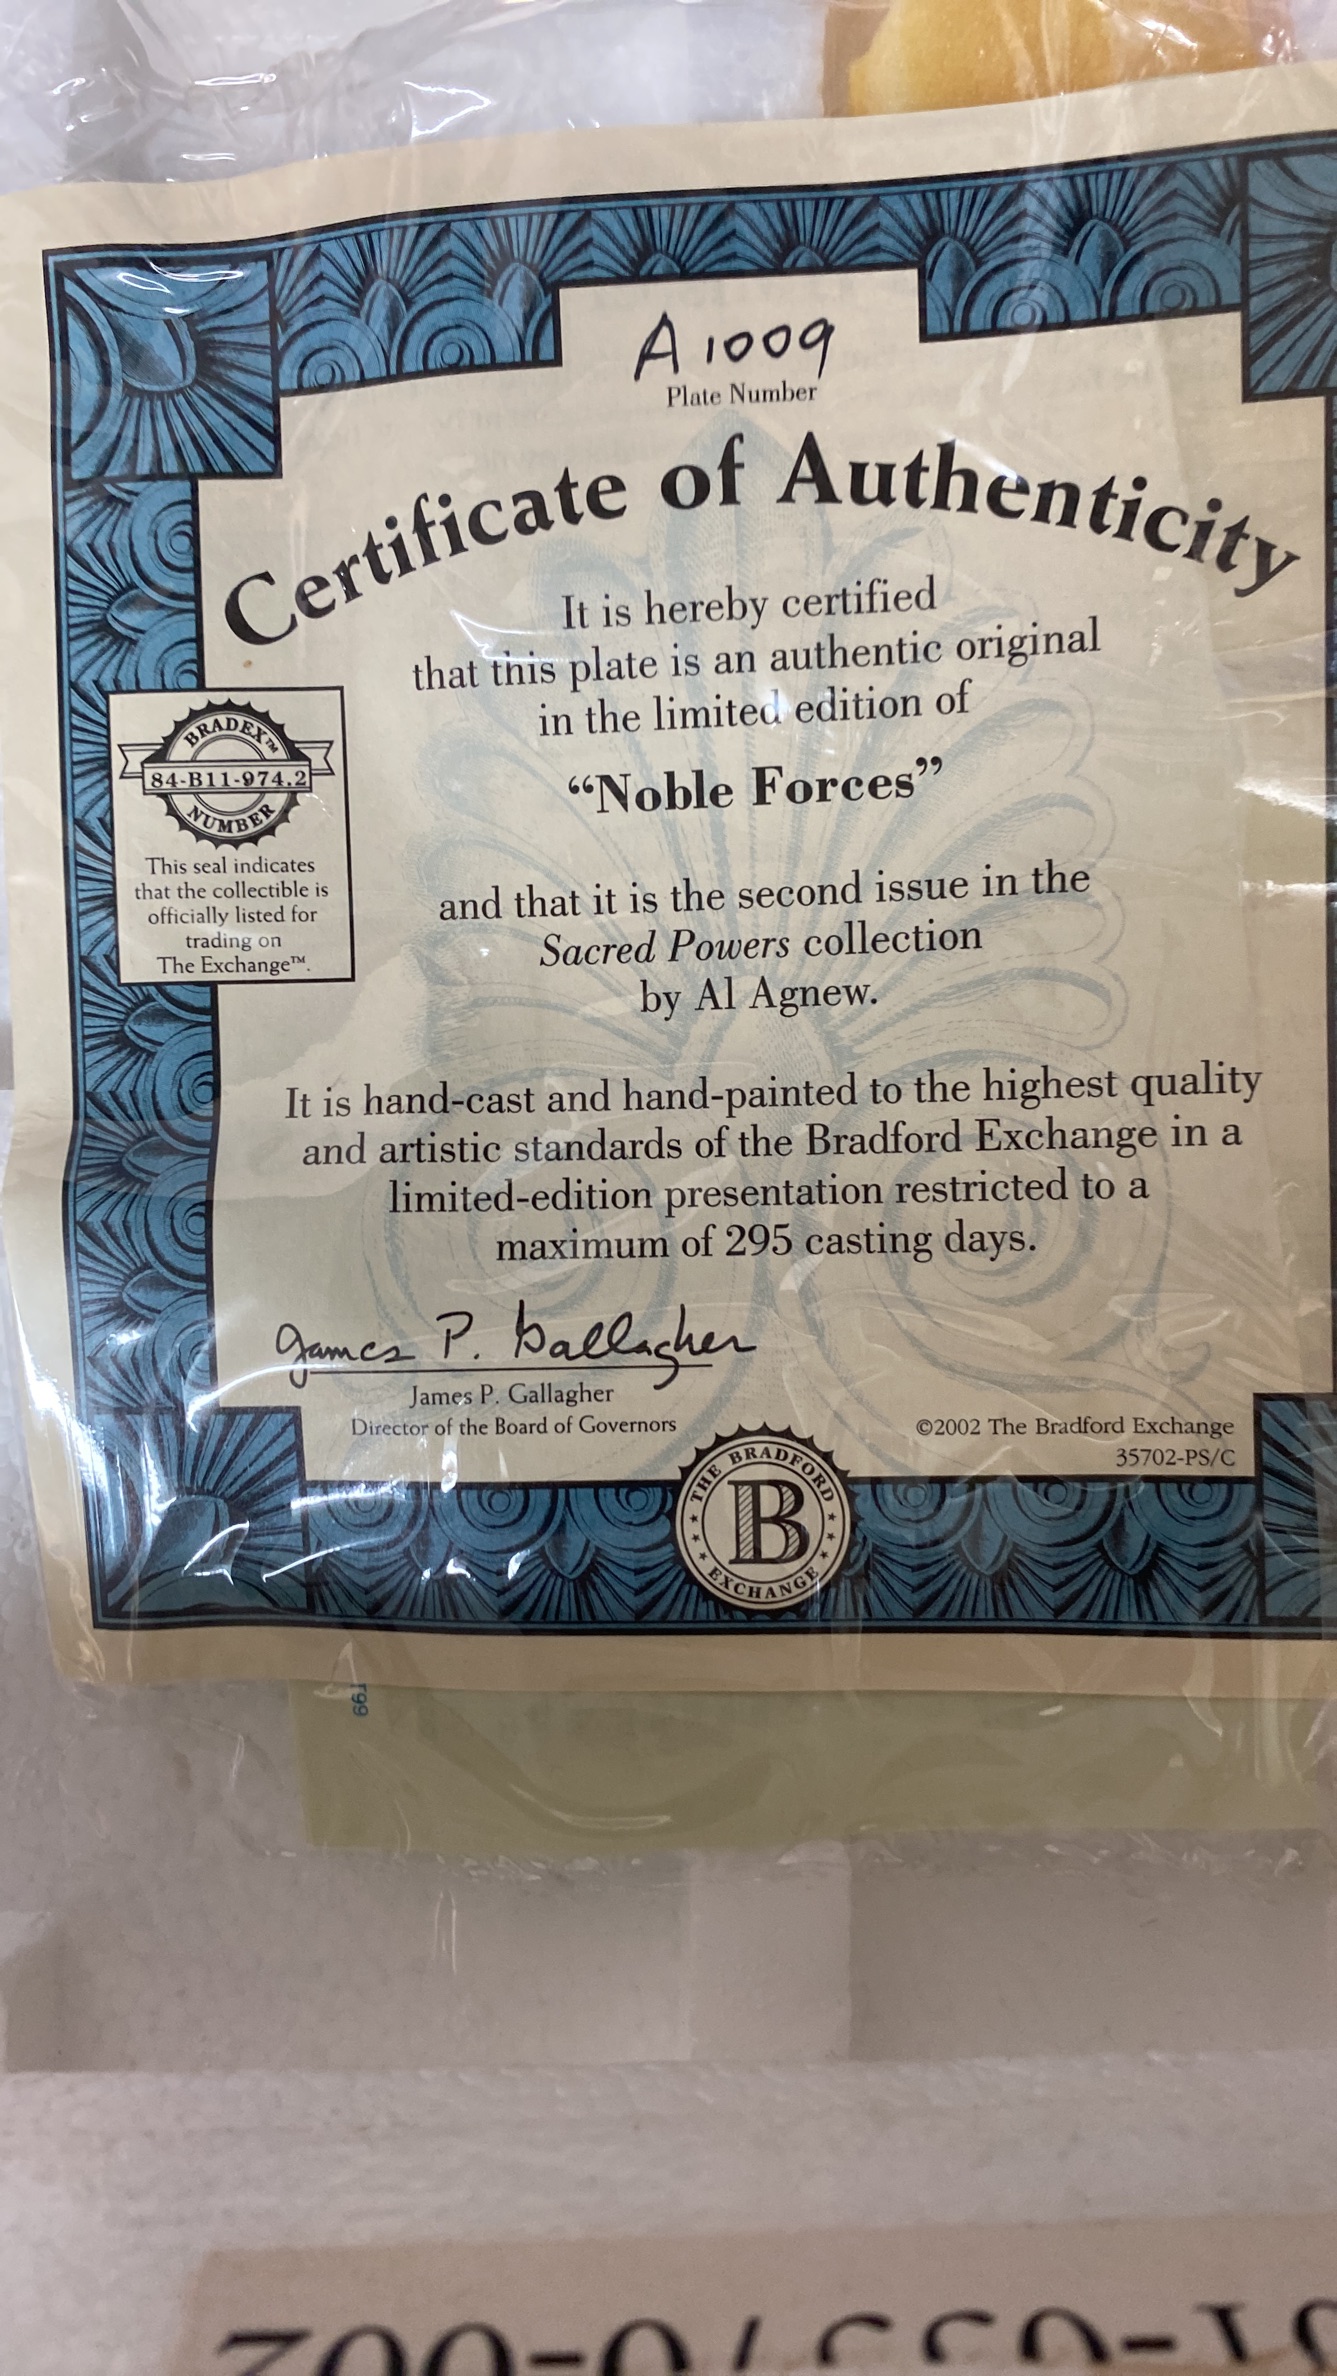 A1009
Plate Number
Certificate of Authenticity
It is hereby certified
that this plate is an authentic original
in the limited edition of
“Noble Forces”
and that it is the second issue in the
Sacred Powers collection
by Al Agnew.
It is hand-cast and hand-painted to the highest quality
and artistic standards of the Bradford Exchange in a
limited-edition presentation restricted to a
maximum of 295 casting days.
BRADEX™
84-B11-974.2
NUMBER
This seal indicates
that the collectible is
officially listed for
trading on
The Exchange™.
James P. Gallagher
James P. Gallagher
Director of the Board of Governors
©2002 The Bradford Exchange
35702-PS/C
THE BRADFORD
B
EXCHANGE